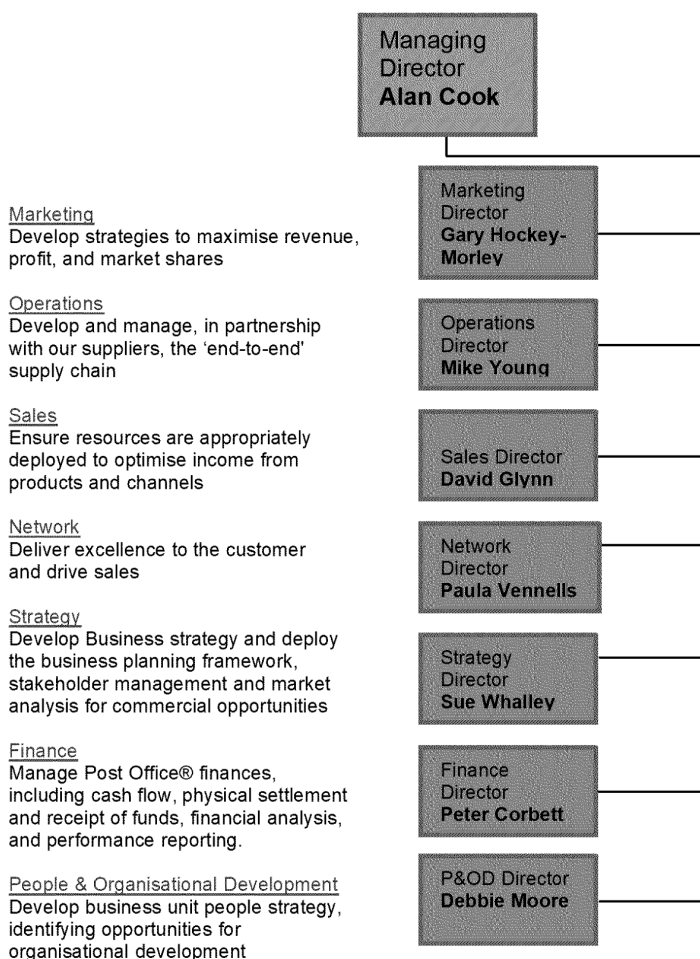 Managing
Director
Alan Cook
Marketing
Develop strategies to maximise revenue,
profit, and market shares
Marketing
Director
Gary Hockey-
Morley
Operations
Develop and manage, in partnership
with our suppliers, the ‘end-to-end'
supply chain
Operations
Director
Mike Young
Sales
Ensure resources are appropriately
deployed to optimise income from
products and channels
Sales Director
David Glynn
Network
Deliver excellence to the customer
and drive sales
Network
Director
Paula Vennells
Strategy
Develop Business strategy and deploy
the business planning framework,
stakeholder management and market
analysis for commercial opportunities
Strategy
Director
Sue Whalley
Finance
Manage Post Office® finances,
including cash flow, physical settlement
and receipt of funds, financial analysis,
and performance reporting.
Finance
Director
Peter Corbett
People & Organisational Development
Develop business unit people strategy,
identifying opportunities for
organisational development
P&OD Director
Debbie Moore